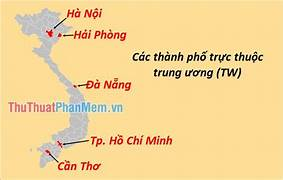 Hà Nội
Hải Phòng
Các thành phố trực thuộc
trung ương (TW)
Đà Nẵng
ThuThuatPhanMem.vn
Tp. Hồ Chí Minh
Cần Thơ